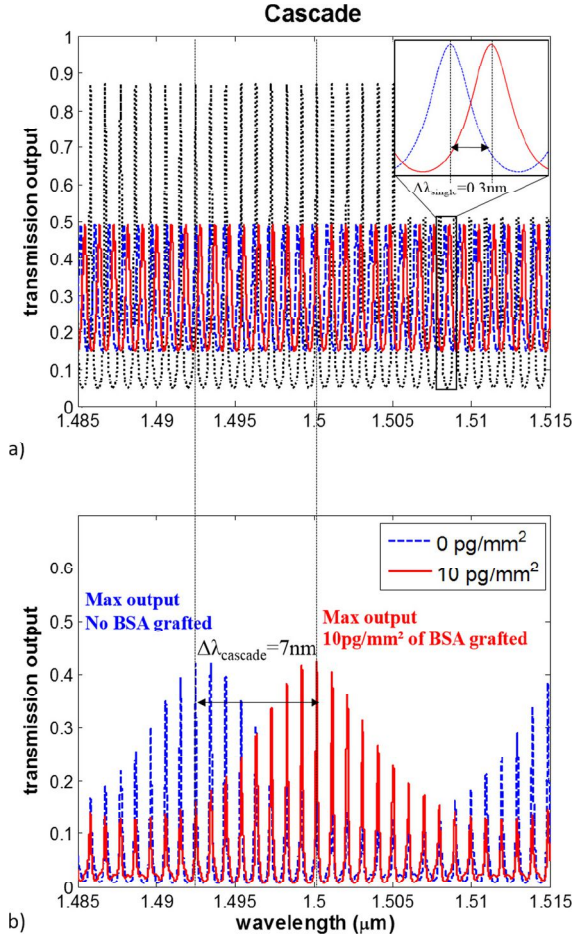 Cascade
1
0.9
0.8
0.7
0.6
0.5
0.4
0.3
0.2
0.1
0
transmission output
Δλsingle=0.3nm
1.485 1.49 1.495 1.5 1.505 1.51 1.515
a)
0 pg/mm²
10 pg/mm²
0.6
0.5
0.4
0.3
0.2
0.1
0
transmission output
Max output
No BSA grafted
Max output
10pg/mm² of BSA grafted
Δλcascade=7nm
1.485 1.49 1.495 1.5 1.505 1.51 1.515
b)
wavelength (μm)